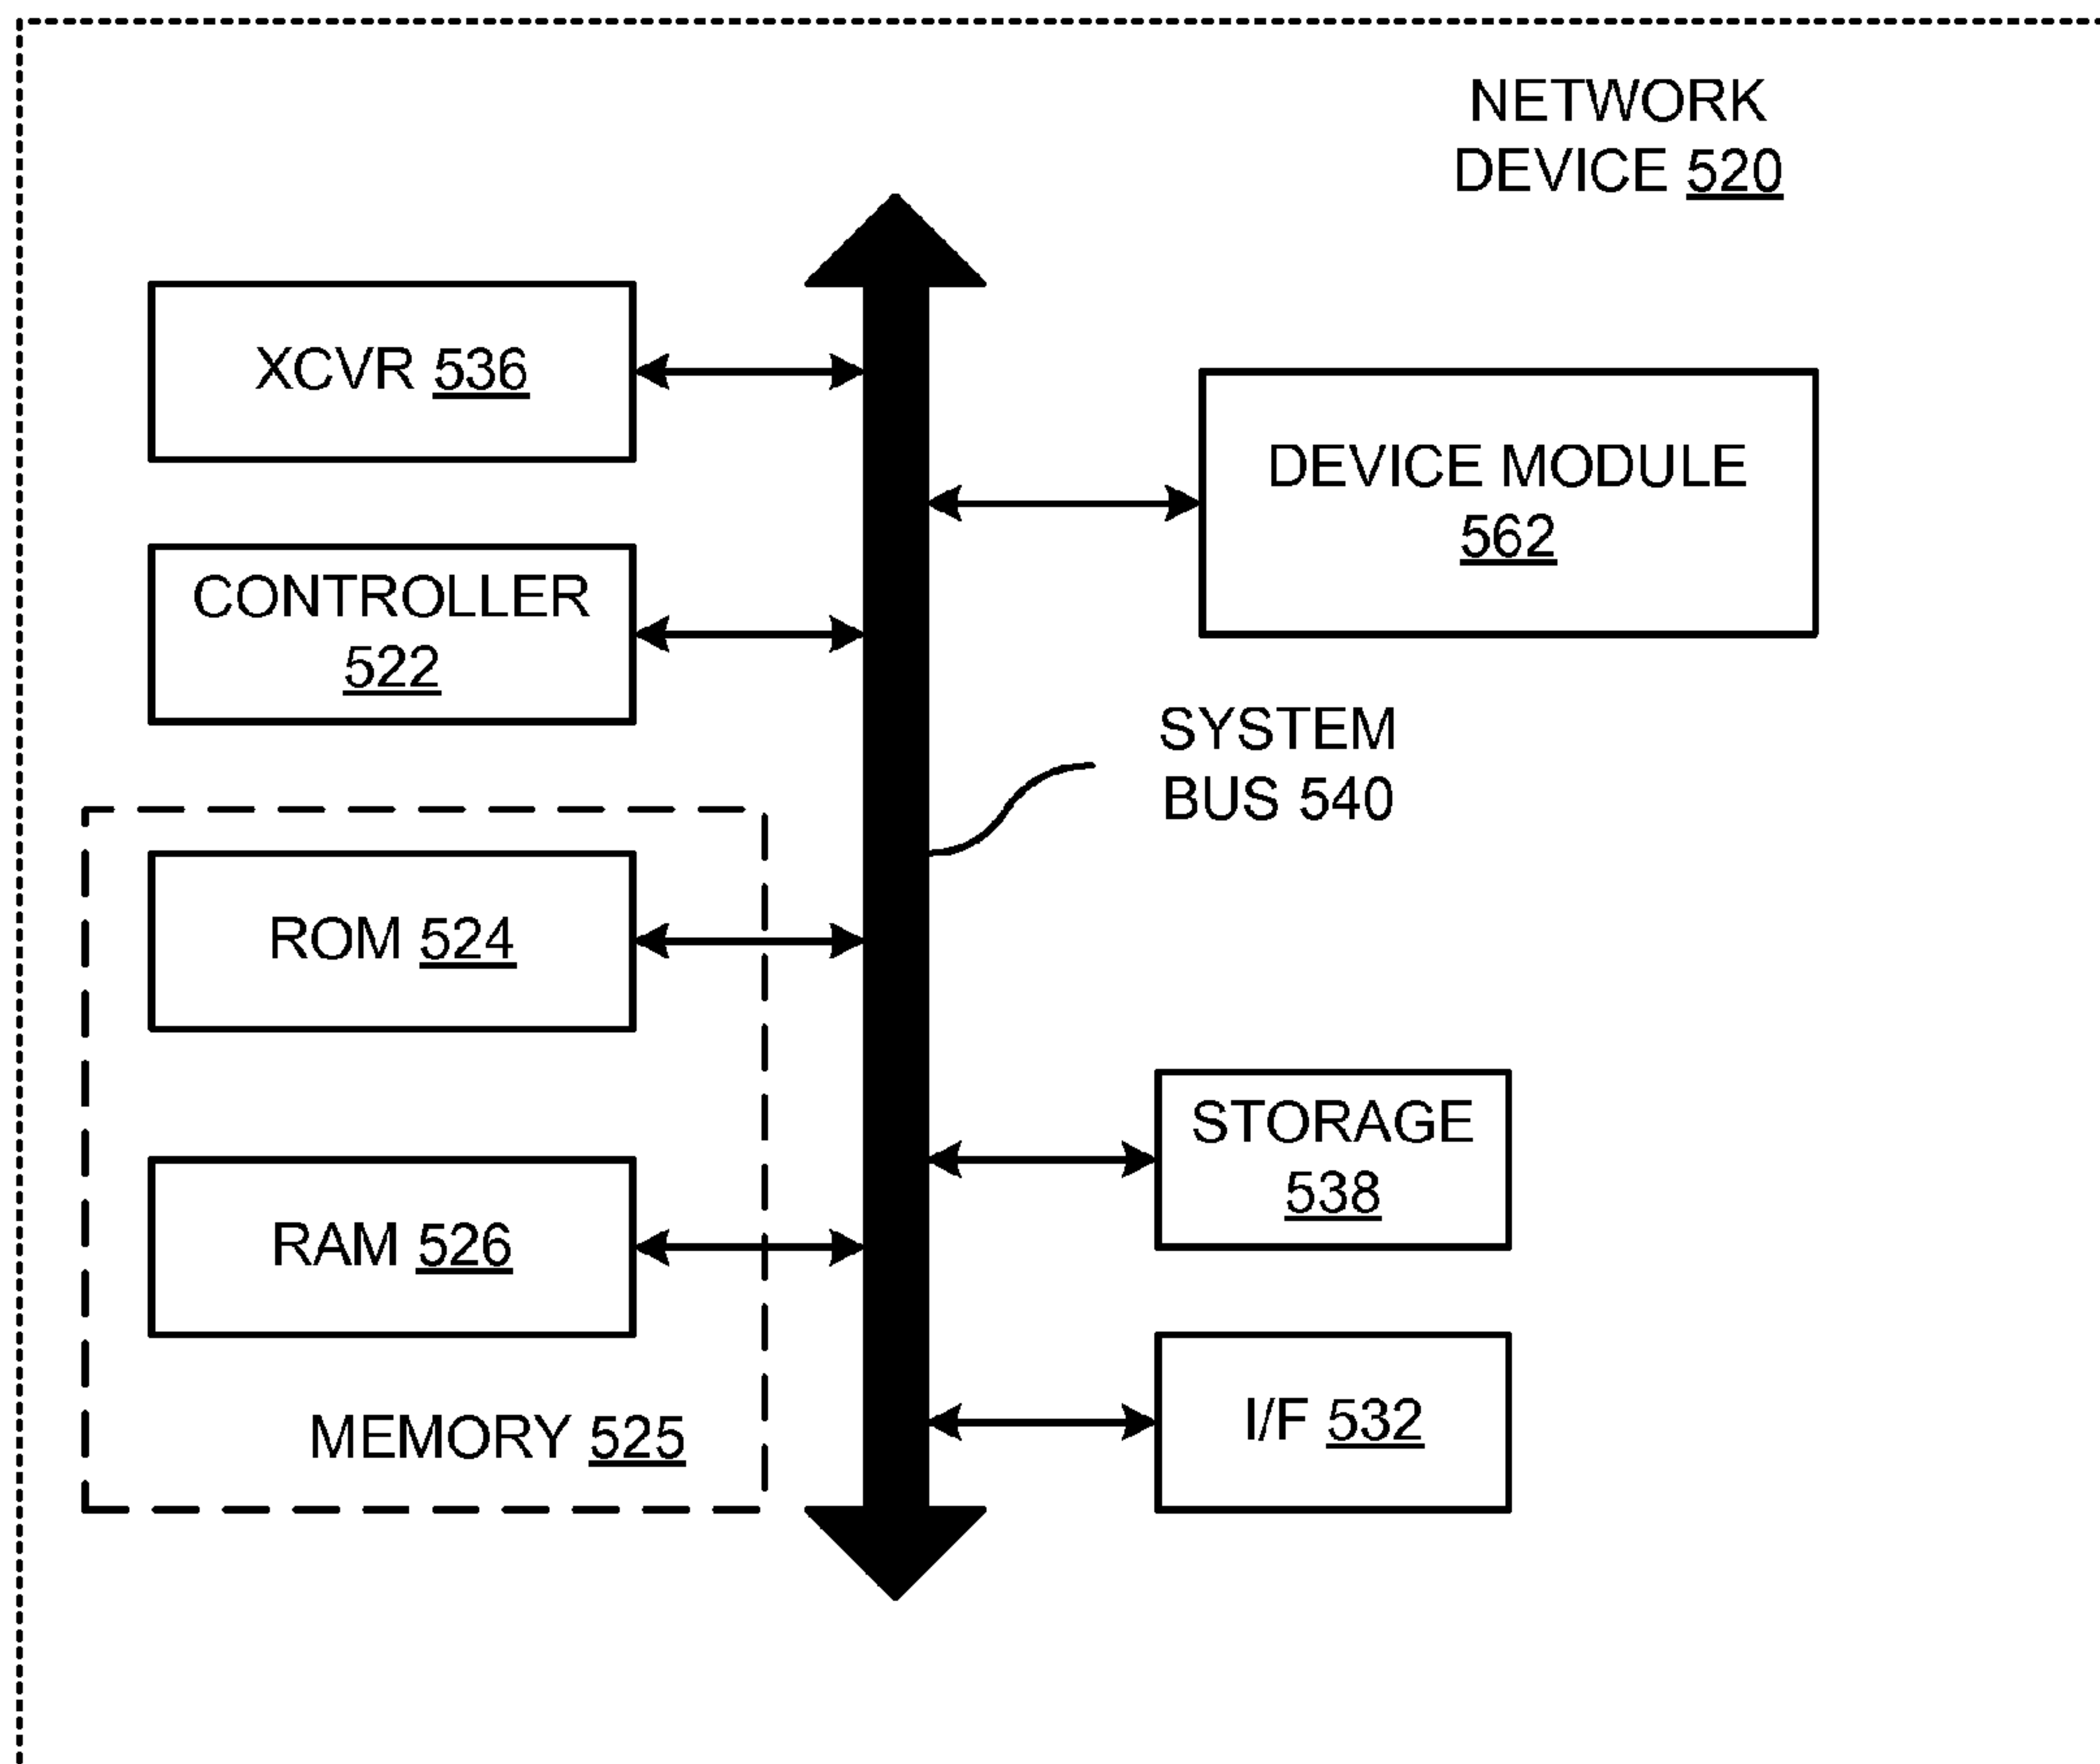 NETWORK
DEVICE 520
XCVR 536
DEVICE MODULE
562
CONTROLLER
522
SYSTEM
BUS 540
ROM 524
STORAGE
538
RAM 526
I/F 532
MEMORY 525